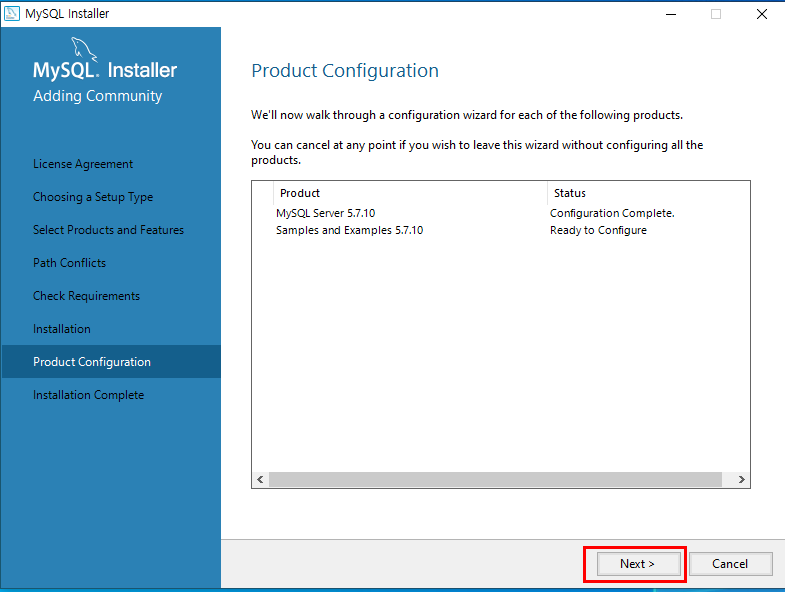 MySQL Installer
MySQL. Installer
Adding Community
License Agreement
Choosing a Setup Type
Select Products and Features
Path Conflicts
Check Requirements
Installation
Product Configuration
Installation Complete
Product Configuration
We'll now walk through a configuration wizard for each of the following products.
You can cancel at any point if you wish to leave this wizard without configuring all the
products.
Product Status
MySQL Server 5.7.10 Configuration Complete.
Samples and Examples 5.7.10 Ready to Configure
Next > Cancel